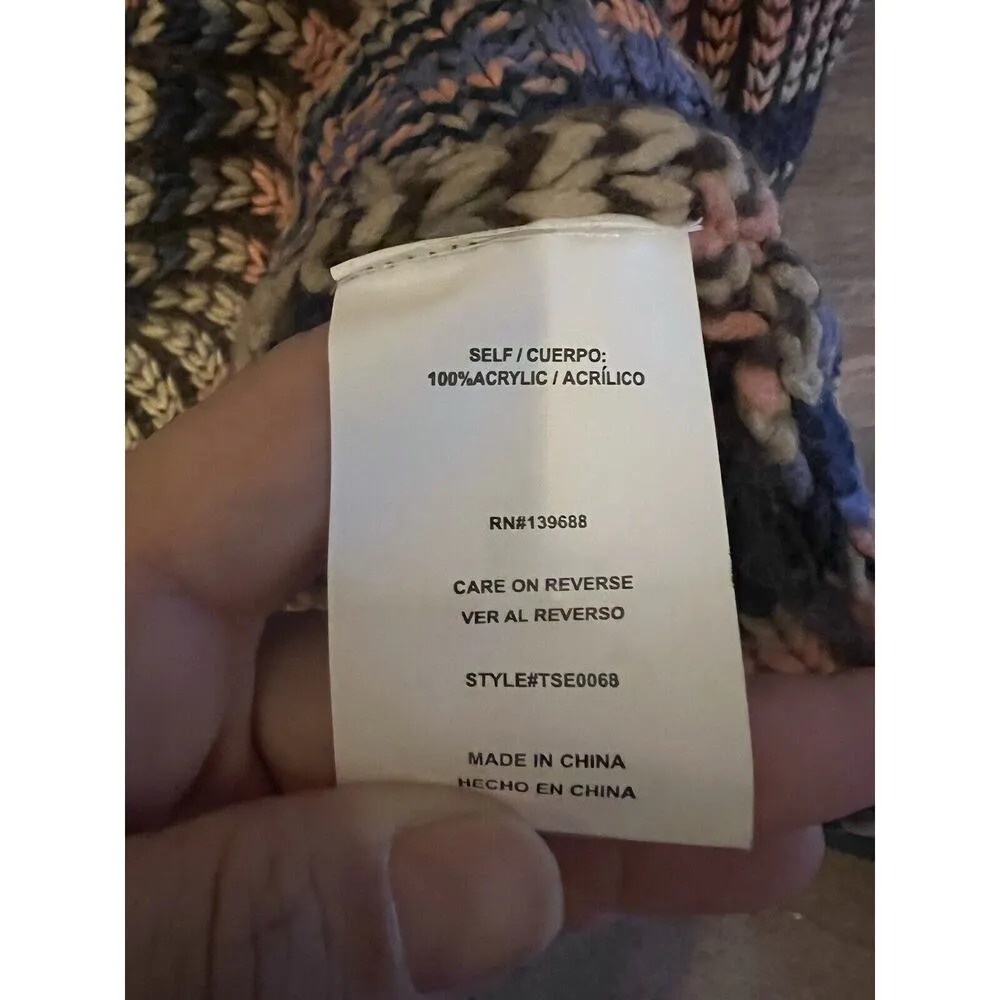 SELF / CUERPO:
100%ACRYLIC / ACRÍLICO
RN#139688
CARE ON REVERSE
VER AL REVERSO
STYLE#TSE0068
MADE IN CHINA
HECHO EN CHINA